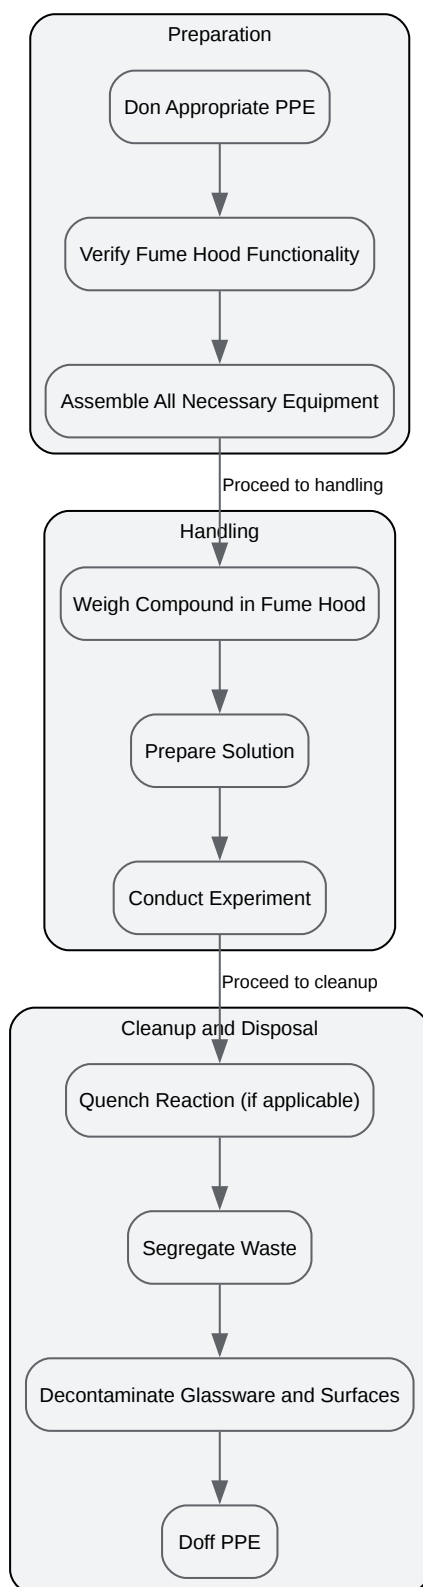 Preparation
Don Appropriate PPE
Verify Fume Hood Functionality
Assemble All Necessary Equipment
Proceed to handling
Handling
Weigh Compound in Fume Hood
Prepare Solution
Conduct Experiment
Proceed to cleanup
Cleanup and Disposal
Quench Reaction (if applicable)
Segregate Waste
Decontaminate Glassware and Surfaces
Doff PPE